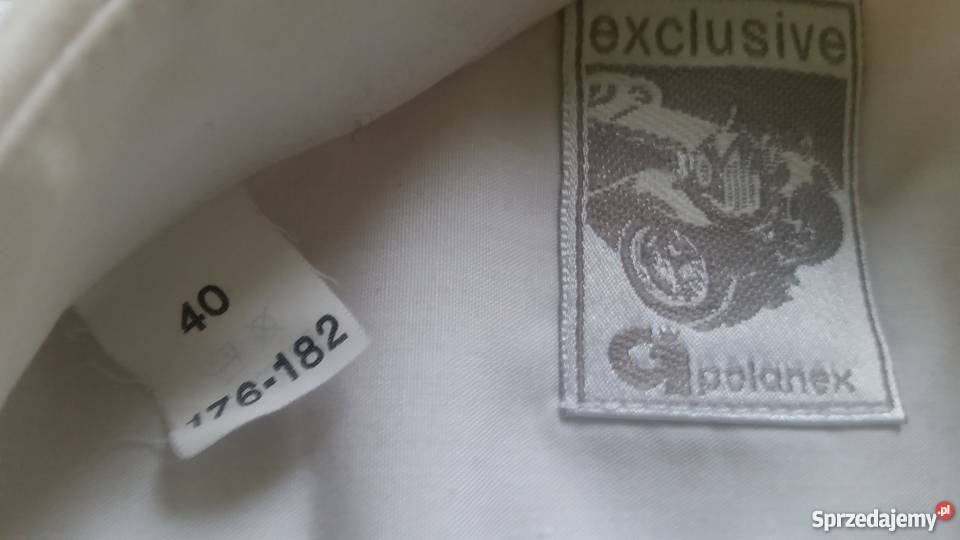 exclusive
40
176-182
polanex
Sprzedajemy.pl